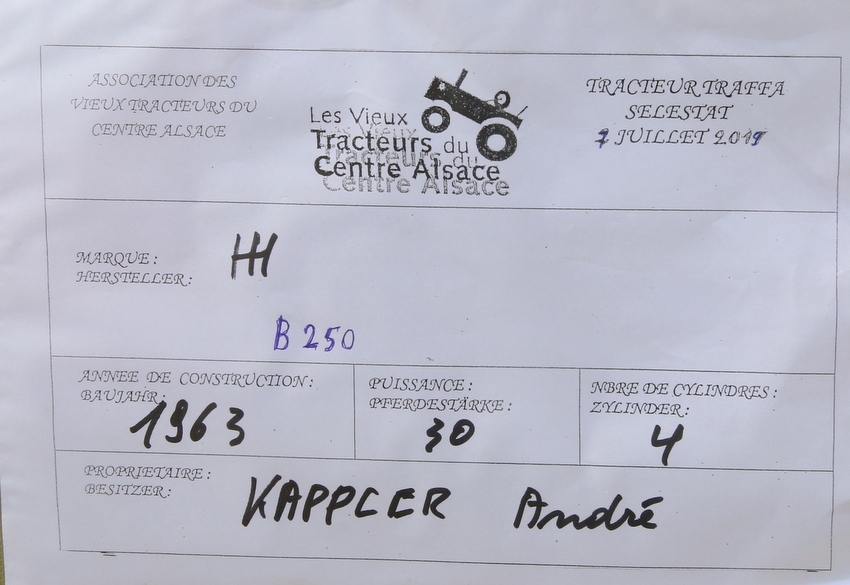 ASSOCIATION DES
VIEUX TRACTEURS DU
CENTRE ALSACE
Les Vieux
Tracteurs du
Centre Alsace
TRACTEUR TRAFFA
SELESTAT
7 JUILLET 2019
MARQUE :
HERSTELLER :
IH
B 250
ANNEE DE CONSTRUCTION :
BAUJAHR :
1963
PUISSANCE :
PFERDESTÄRKE :
30
NBRE DE CYLINDRES :
ZYLINDER :
4
PROPRIETAIRE :
BESITZER :
KAPPLER André